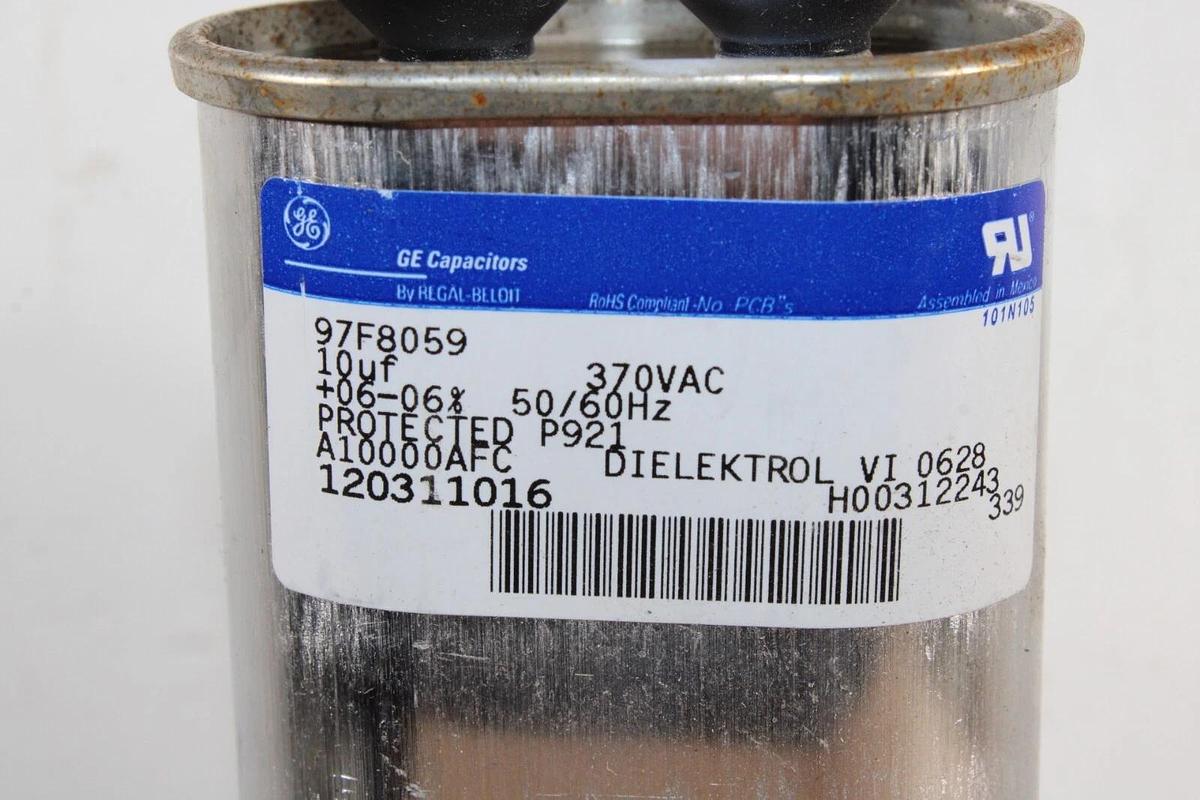 GE
GE Capacitors
By REGAL-BELOIT
RoHS Compliant -No PCB"s
Assembled in Mexico
101N105
97F8059
10uf 370VAC
+06-06% 50/60Hz
PROTECTED P921
A10000AFC DIELEKTROL VI 0628
120311016 H00312243
339